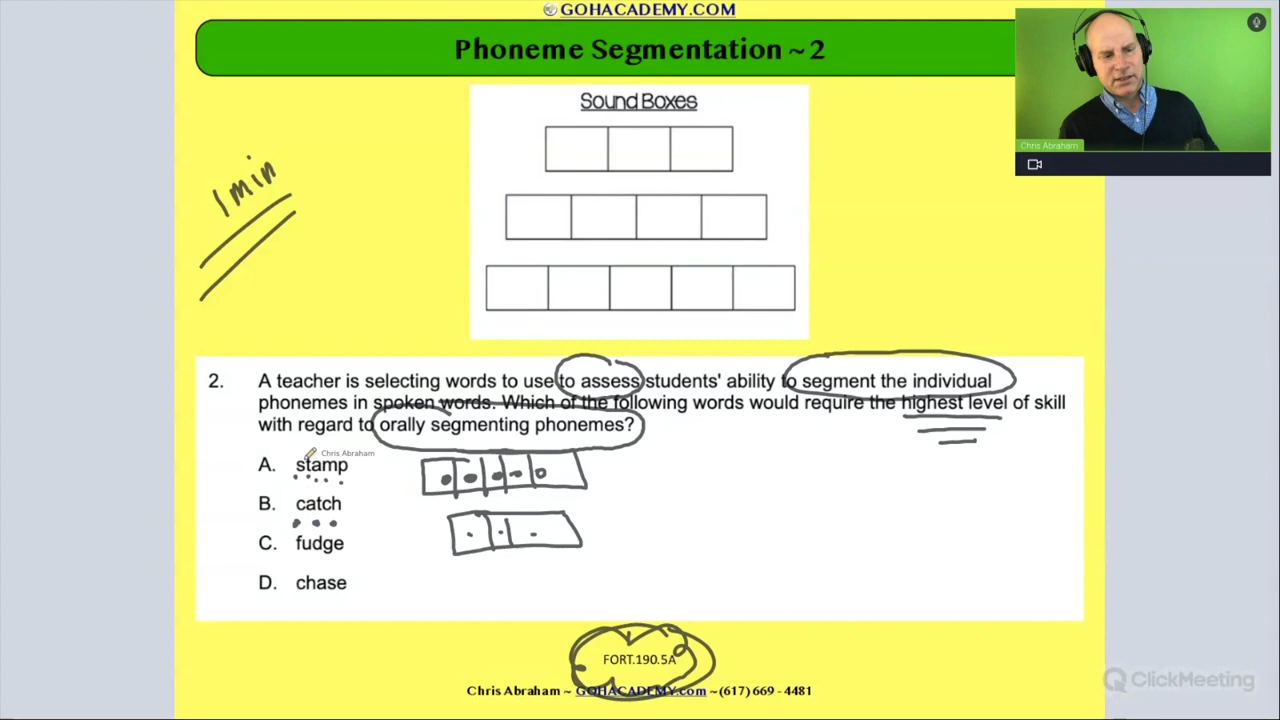 GOHACADEMY.COM
Phoneme Segmentation ~ 2
Chris Abraham
Sound Boxes
1 min
2. A teacher is selecting words to use to assess students' ability to segment the individual
phonemes in spoken words. Which of the following words would require the highest level of skill
with regard to orally segmenting phonemes?
Chris Abraham
A. stamp
B. catch
C. fudge
D. chase
FORT.190.5A
Chris Abraham ~ GOHACADEMY.com ~ (617) 669 - 4481
ClickMeeting